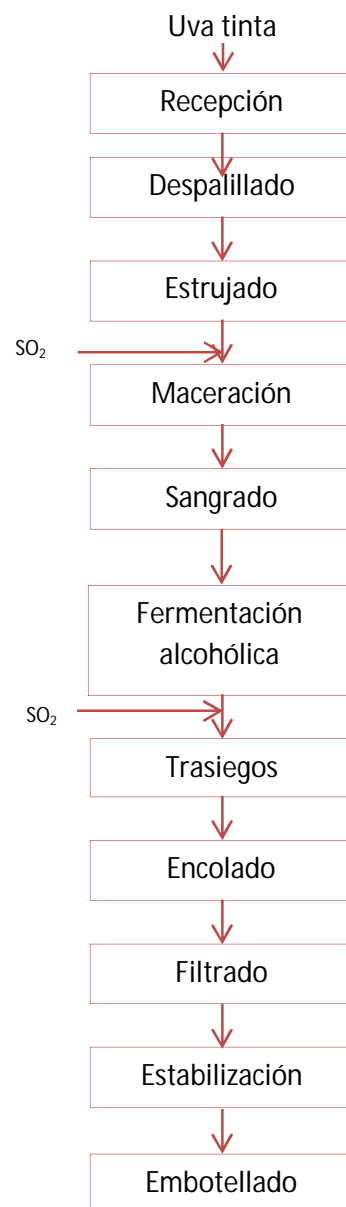 Uva tinta
Recepción
Despalillado
Estrujado
SO₂
Maceración
Sangrado
Fermentación
alcohólica
SO₂
Trasiegos
Encolado
Filtrado
Estabilización
Embotellado